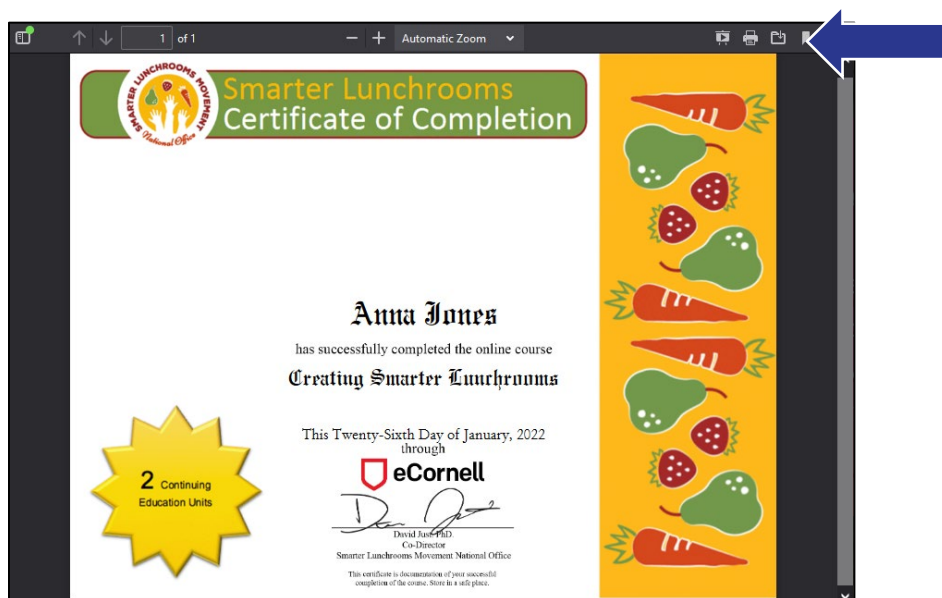 1 of 1
Automatic Zoom
SMARTER LUNCHROOMS MOVEMENT
National Office
Smarter Lunchrooms
Certificate of Completion
Anna Jones
has successfully completed the online course
Creating Smarter Lunchrooms
This Twenty-Sixth Day of January, 2022
through
eCornell
2 Continuing
Education Units
David Just, PhD.
Co-Director
Smarter Lunchrooms Movement National Office
This certificate is documentation of your successful
completion of the course. Store in a safe place.